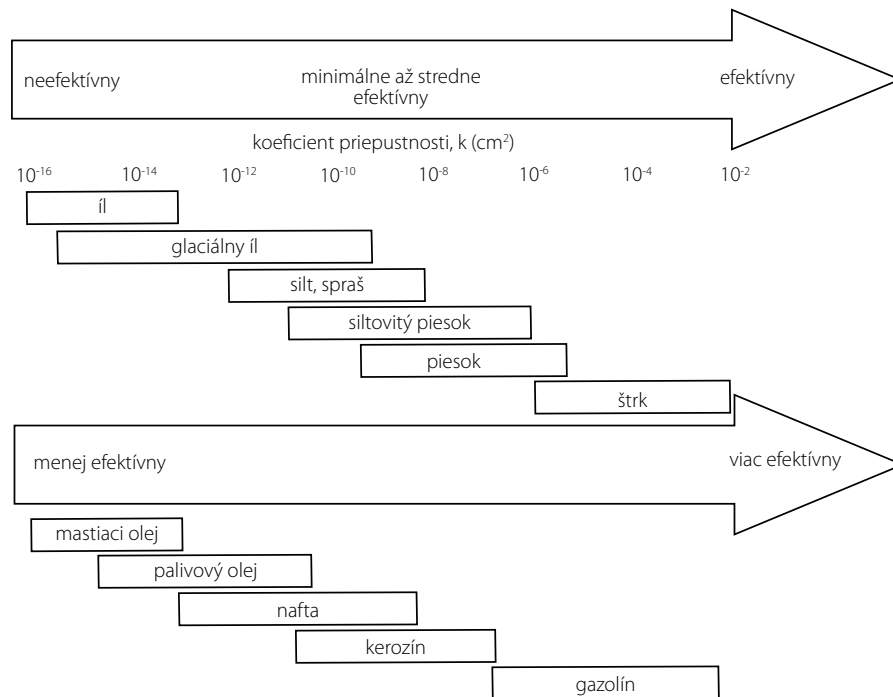 neefektívny
minimálne až stredne
efektívny
efektívny
koeficient priepustnosti, k (cm²)
10⁻¹⁶ 10⁻¹⁴ 10⁻¹² 10⁻¹⁰ 10⁻⁸ 10⁻⁶ 10⁻⁴ 10⁻²
íl
glaciálny íl
silt, spraš
siltovitý piesok
piesok
štrk
menej efektívny
viac efektívny
mastiaci olej
palivový olej
nafta
kerozín
gazolín